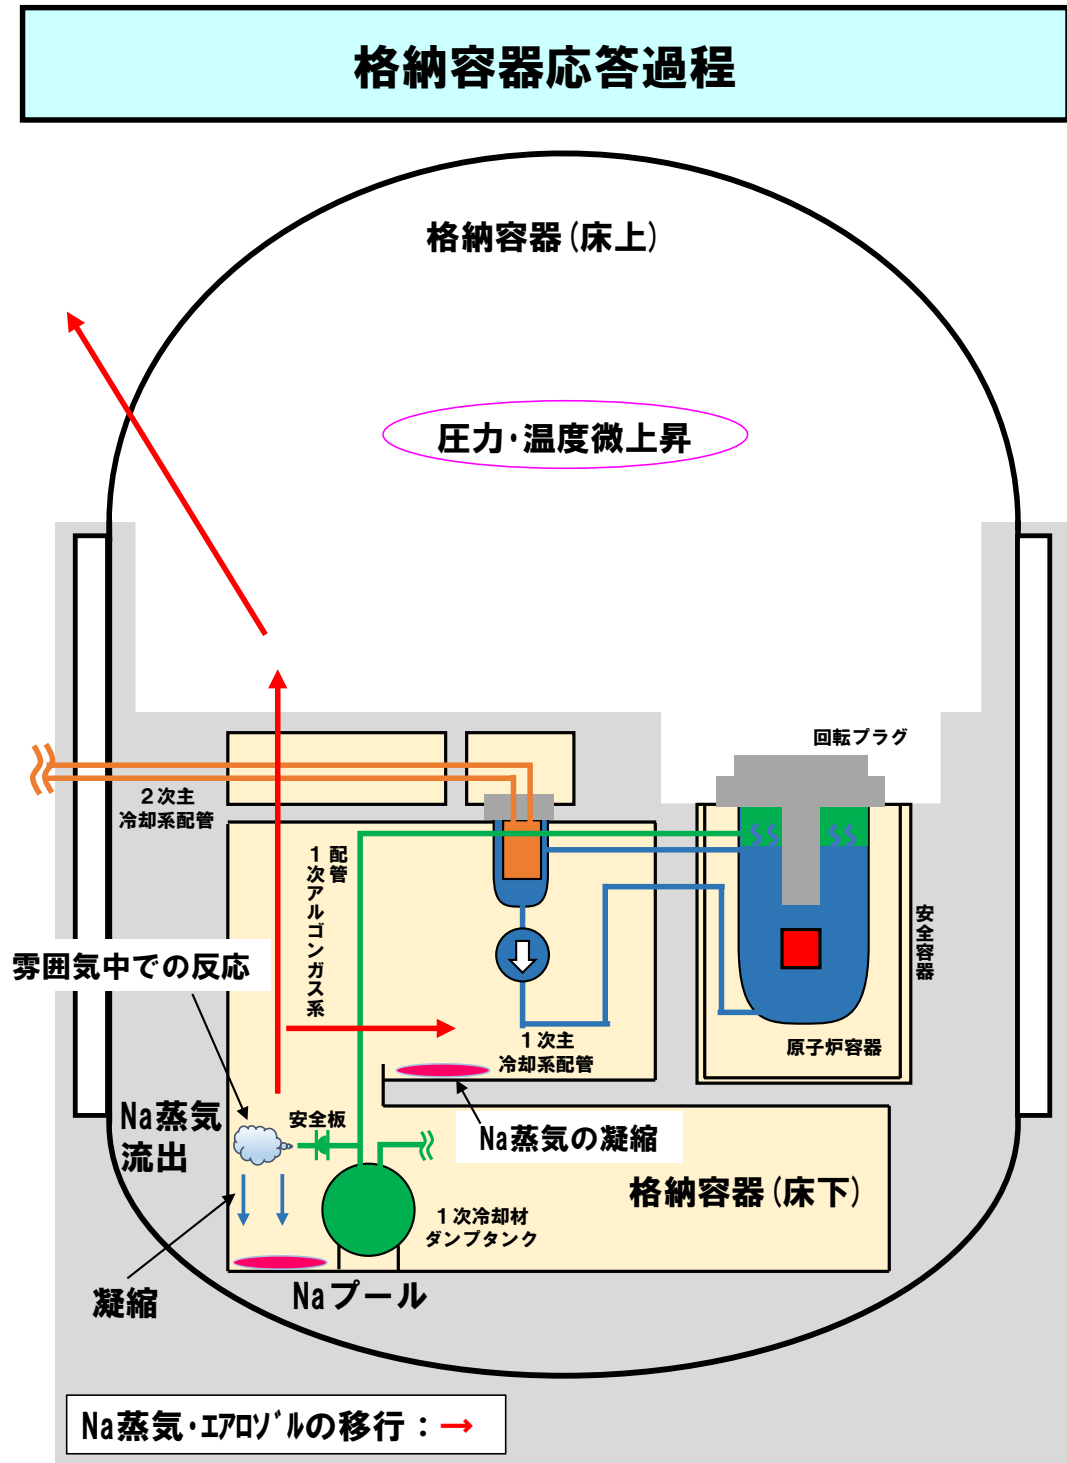 格納容器応答過程
格納容器(床上)
圧力・温度微上昇
回転プラグ
２次主
冷却系配管
１次アルゴンガス系
配管
安全容器
雰囲気中での反応
１次主
冷却系配管
原子炉容器
Na蒸気
流出
安全板
Na蒸気の凝縮
格納容器(床下)
１次冷却材
ダンプタンク
凝縮
Naプール
Na蒸気・ｴｱﾛｿﾞﾙの移行：→